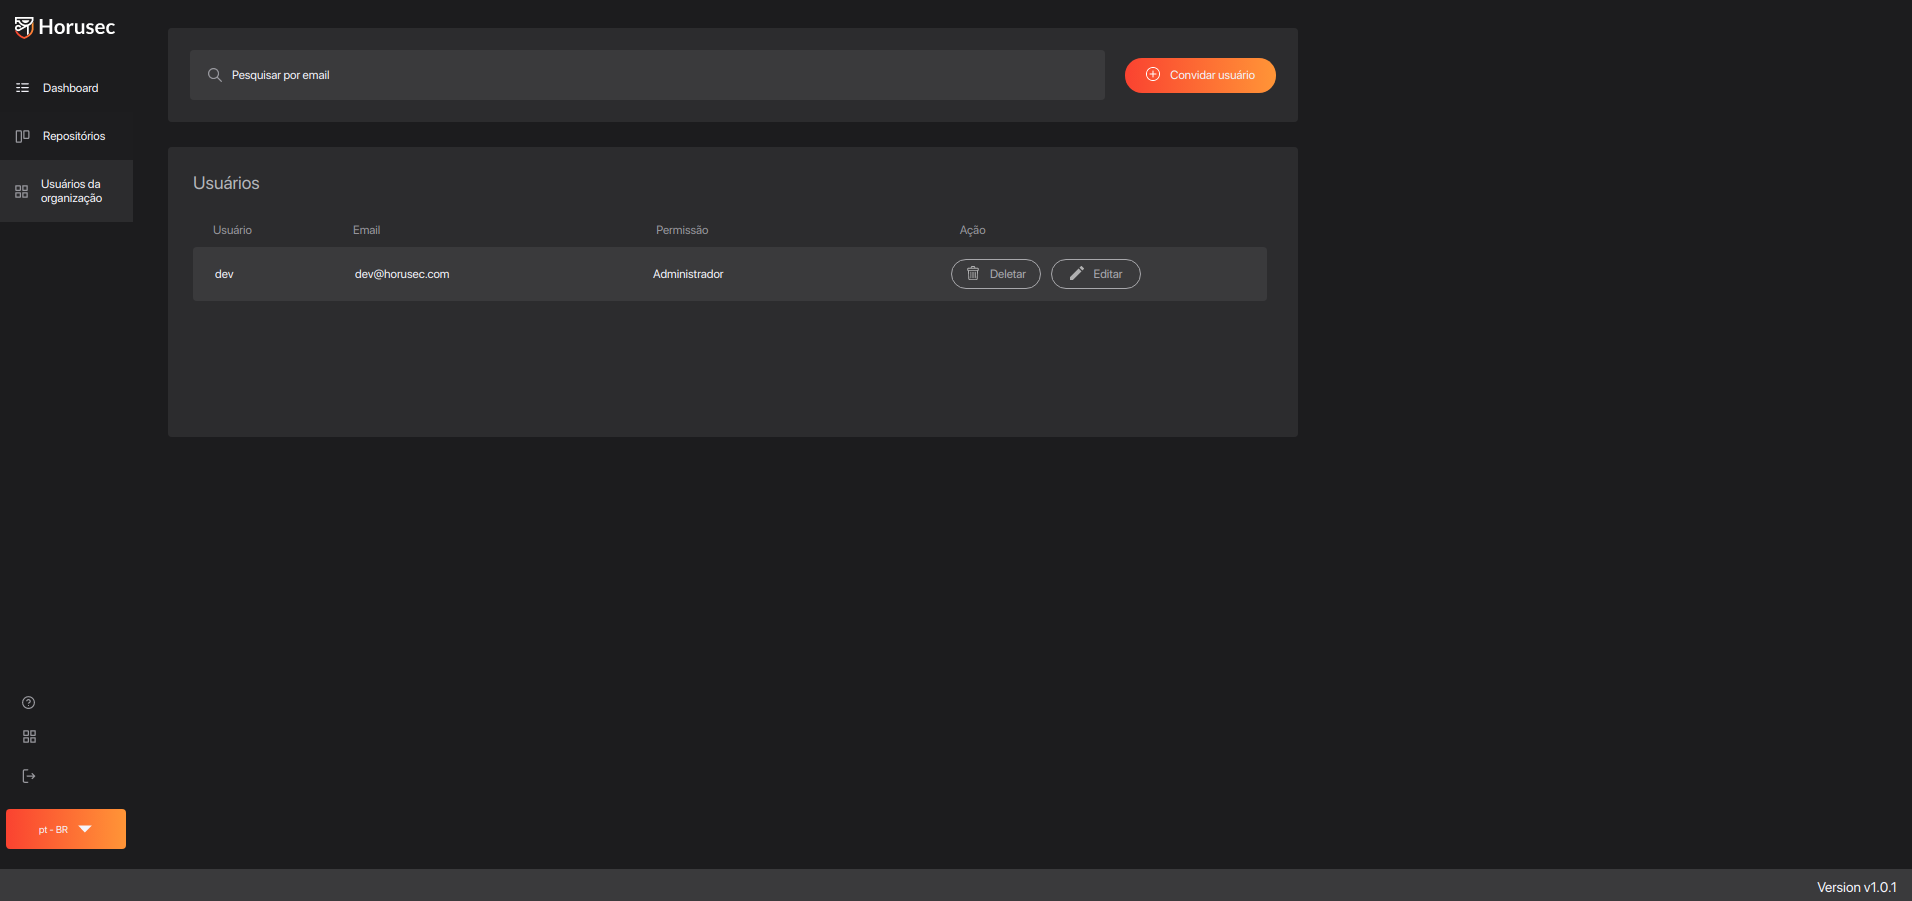 Horusec
Dashboard
Repositórios
Usuários da
organização
Pesquisar por email
Convidar usuário
Usuários
Usuário Email Permissão Ação
dev dev@horusec.com Administrador Deletar Editar
pt - BR
Version v1.0.1